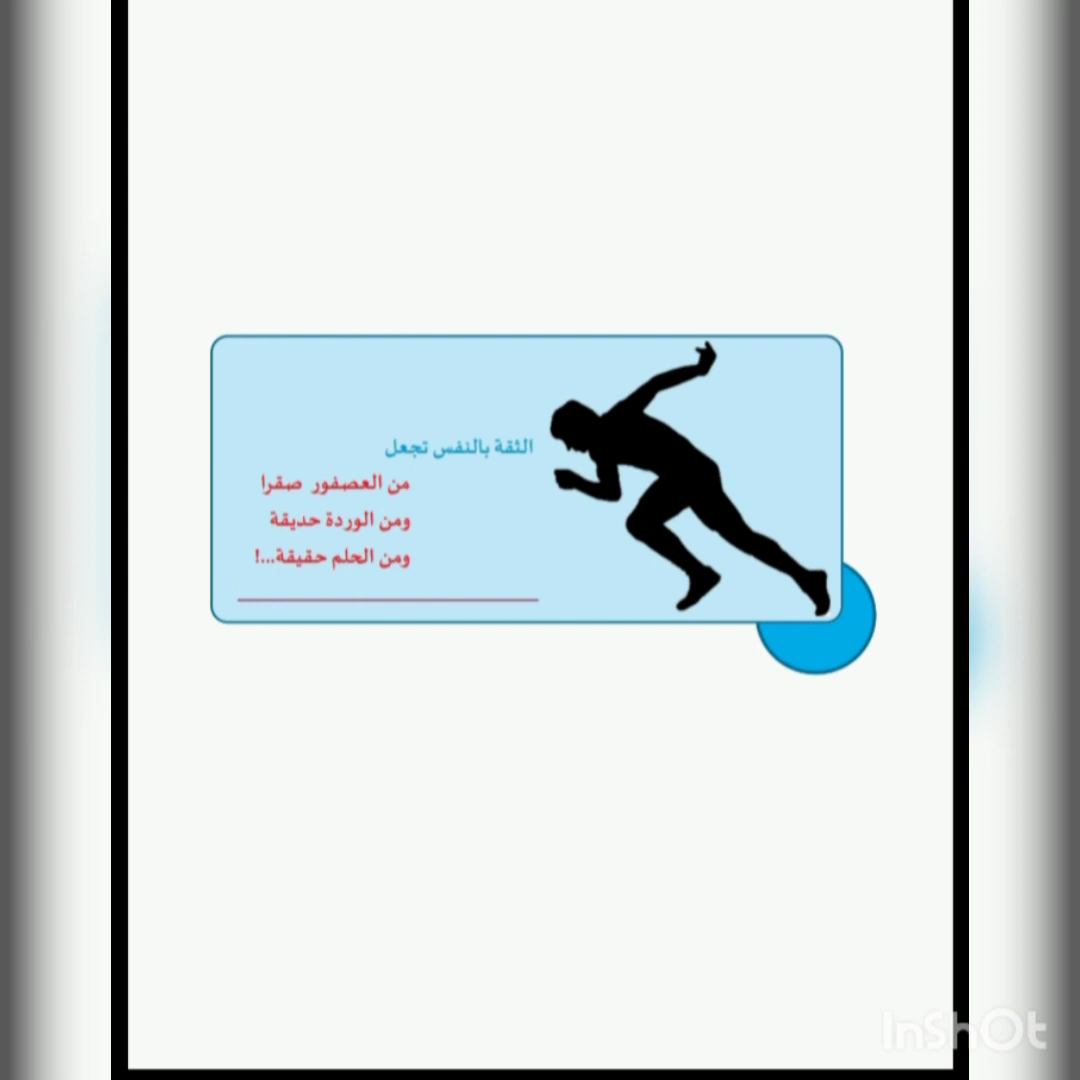 الثقة بالنفس تجعل
من العصفور صقرا
ومن الوردة حديقة
ومن الحلم حقيقة...!
InShOt